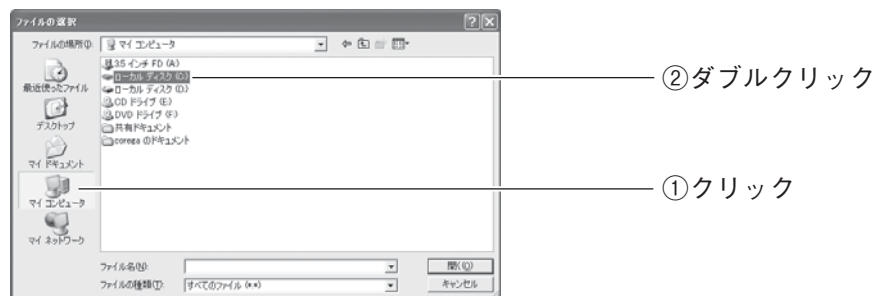 ファイルの選択
ファイルの場所(I):
マイ コンピュータ
3.5 インチ FD (A:)
ローカル ディスク (C:)
ローカル ディスク (D:)
CD ドライブ (E:)
DVD ドライブ (F:)
共有ドキュメント
corega のドキュメント
最近使ったファイル
デスクトップ
マイ ドキュメント
マイ コンピュータ
マイ ネットワーク
ファイル名(N):
開く(O)
ファイルの種類(T):
すべてのファイル (*.*)
キャンセル
②ダブルクリック
①クリック